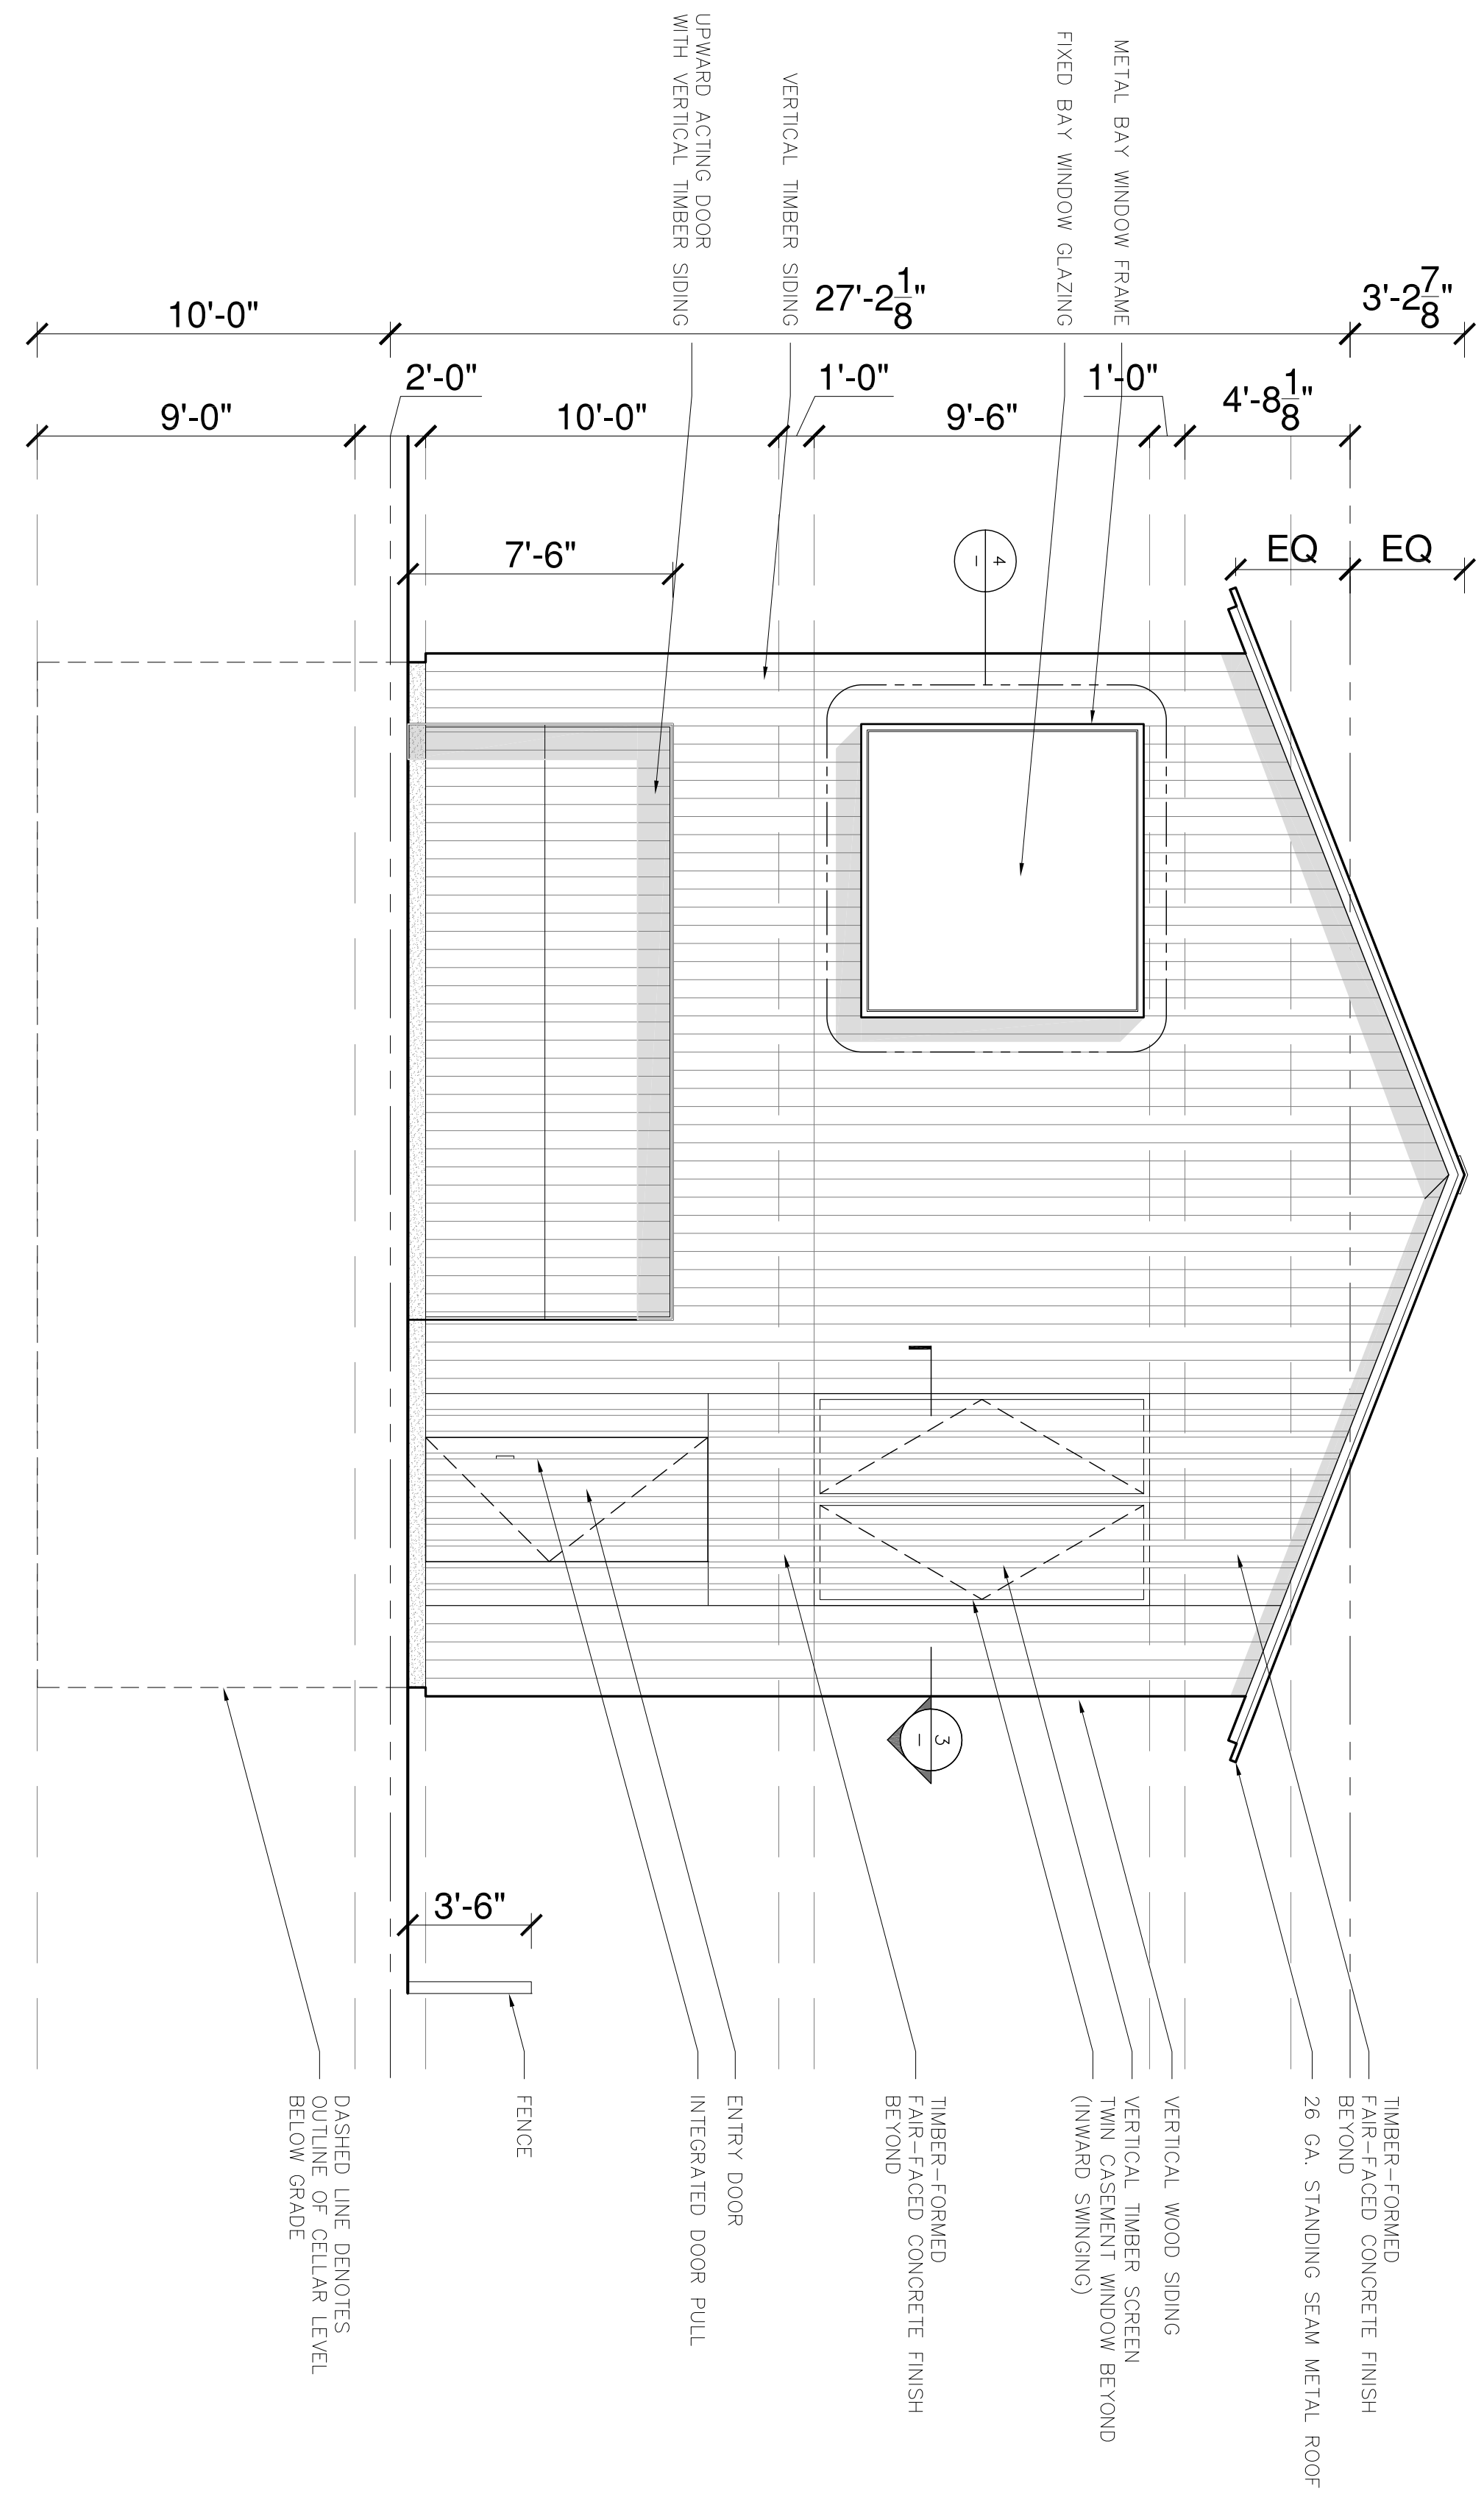 METAL BAY WINDOW FRAME
FIXED BAY WINDOW GLAZING
VERTICAL TIMBER SIDING
UPWARD ACTING DOOR
WITH VERTICAL TIMBER SIDING
3'-2 7/8"
27'-2 1/8"
10'-0"
4'-8 1/8"
1'-0"
9'-6"
1'-0"
10'-0"
2'-0"
9'-0"
EQ
EQ
7'-6"
4
–
3
–
3'-6"
TIMBER-FORMED
FAIR-FACED CONCRETE FINISH
BEYOND
26 GA. STANDING SEAM METAL ROOF
VERTICAL WOOD SIDING
VERTICAL TIMBER SCREEN
TWIN CASEMENT WINDOW BEYOND
(INWARD SWINGING)
TIMBER-FORMED
FAIR-FACED CONCRETE FINISH
BEYOND
ENTRY DOOR
INTEGRATED DOOR PULL
FENCE
DASHED LINE DENOTES
OUTLINE OF CELLAR LEVEL
BELOW GRADE